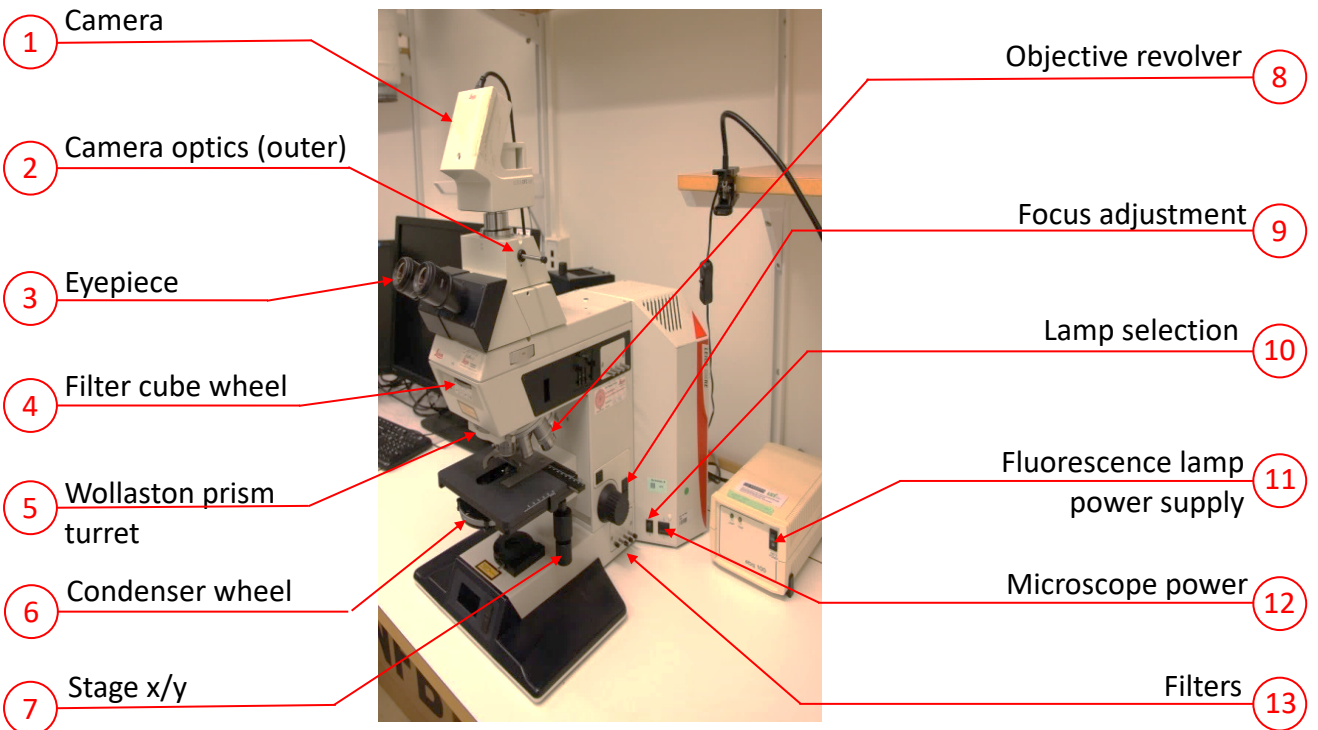 Camera
1
Camera optics (outer)
2
Eyepiece
3
Filter cube wheel
4
Wollaston prism
turret
5
Condenser wheel
6
Stage x/y
7
Objective revolver
8
Focus adjustment
9
Lamp selection
10
Fluorescence lamp
power supply
11
Microscope power
12
Filters
13